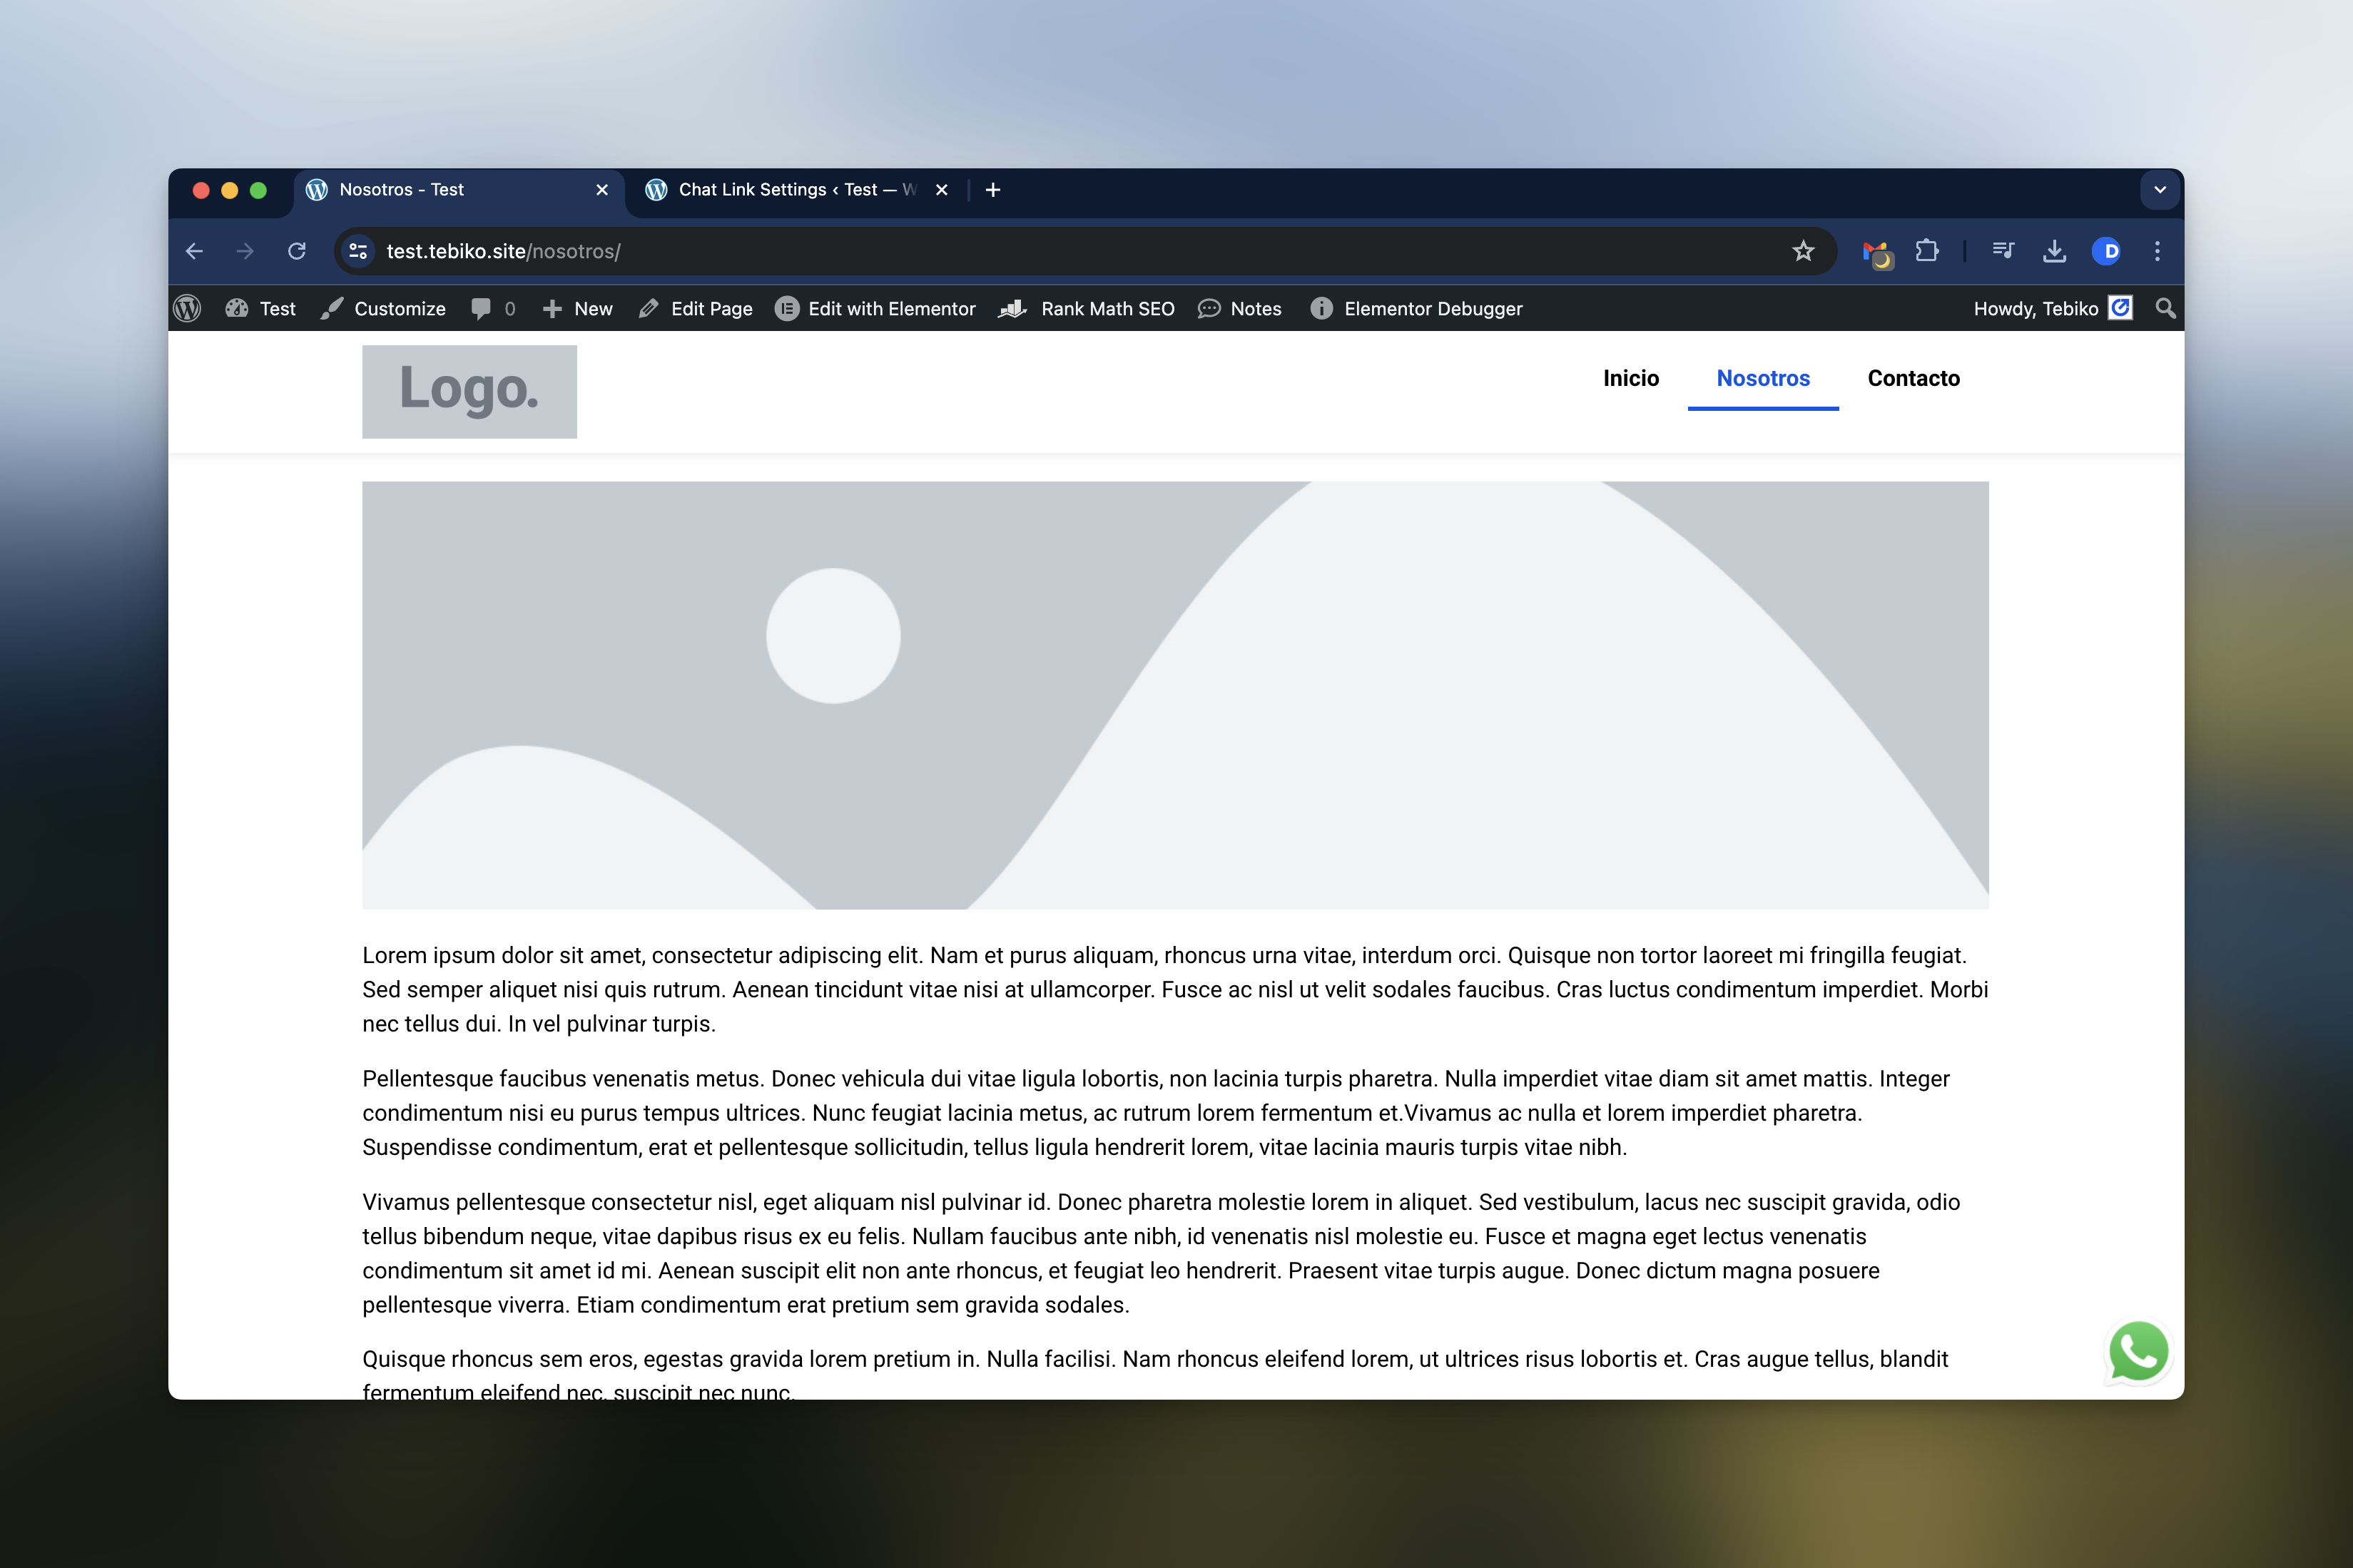 Nosotros - Test
Chat Link Settings ‹ Test —
test.tebiko.site/nosotros/
D
Test
Customize
0
New
Edit Page
Edit with Elementor
Rank Math SEO
Notes
Elementor Debugger
Howdy, Tebiko
Logo.
Inicio
Nosotros
Contacto
Lorem ipsum dolor sit amet, consectetur adipiscing elit. Nam et purus aliquam, rhoncus urna vitae, interdum orci. Quisque non tortor laoreet mi fringilla feugiat.
Sed semper aliquet nisi quis rutrum. Aenean tincidunt vitae nisi at ullamcorper. Fusce ac nisl ut velit sodales faucibus. Cras luctus condimentum imperdiet. Morbi
nec tellus dui. In vel pulvinar turpis.
Pellentesque faucibus venenatis metus. Donec vehicula dui vitae ligula lobortis, non lacinia turpis pharetra. Nulla imperdiet vitae diam sit amet mattis. Integer
condimentum nisi eu purus tempus ultrices. Nunc feugiat lacinia metus, ac rutrum lorem fermentum et.Vivamus ac nulla et lorem imperdiet pharetra.
Suspendisse condimentum, erat et pellentesque sollicitudin, tellus ligula hendrerit lorem, vitae lacinia mauris turpis vitae nibh.
Vivamus pellentesque consectetur nisl, eget aliquam nisl pulvinar id. Donec pharetra molestie lorem in aliquet. Sed vestibulum, lacus nec suscipit gravida, odio
tellus bibendum neque, vitae dapibus risus ex eu felis. Nullam faucibus ante nibh, id venenatis nisl molestie eu. Fusce et magna eget lectus venenatis
condimentum sit amet id mi. Aenean suscipit elit non ante rhoncus, et feugiat leo hendrerit. Praesent vitae turpis augue. Donec dictum magna posuere
pellentesque viverra. Etiam condimentum erat pretium sem gravida sodales.
Quisque rhoncus sem eros, egestas gravida lorem pretium in. Nulla facilisi. Nam rhoncus eleifend lorem, ut ultrices risus lobortis et. Cras augue tellus, blandit
fermentum eleifend nec, suscipit nec nunc.